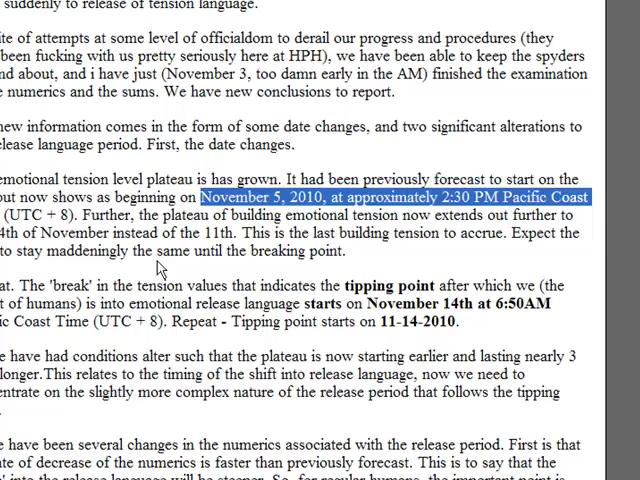 suddenly to release of tension language.
ite of attempts at some level of officialdom to derail our progress and procedures (they
been fucking with us pretty seriously here at HPH), we have been able to keep the spyders
nd about, and i have just (November 3, too damn early in the AM) finished the examination
e numerics and the sums. We have new conclusions to report.
new information comes in the form of some date changes, and two significant alterations to
elease language period. First, the date changes.
emotional tension level plateau is has grown. It had been previously forecast to start on the
out now shows as beginning on November 5, 2010, at approximately 2:30 PM Pacific Coast
(UTC + 8). Further, the plateau of building emotional tension now extends out further to
4th of November instead of the 11th. This is the last building tension to accrue. Expect the
to stay maddeningly the same until the breaking point.
at. The 'break' in the tension values that indicates the tipping point after which we (the
t of humans) is into emotional release language starts on November 14th at 6:50AM
ic Coast Time (UTC + 8). Repeat - Tipping point starts on 11-14-2010.
e have had conditions alter such that the plateau is now starting earlier and lasting nearly 3
longer.This relates to the timing of the shift into release language, now we need to
entrate on the slightly more complex nature of the release period that follows the tipping
e have been several changes in the numerics associated with the release period. First is that
ate of decrease of the numerics is faster than previously forecast. This is to say that the
into the release language will be steeper. So, for regular humans, the important point is